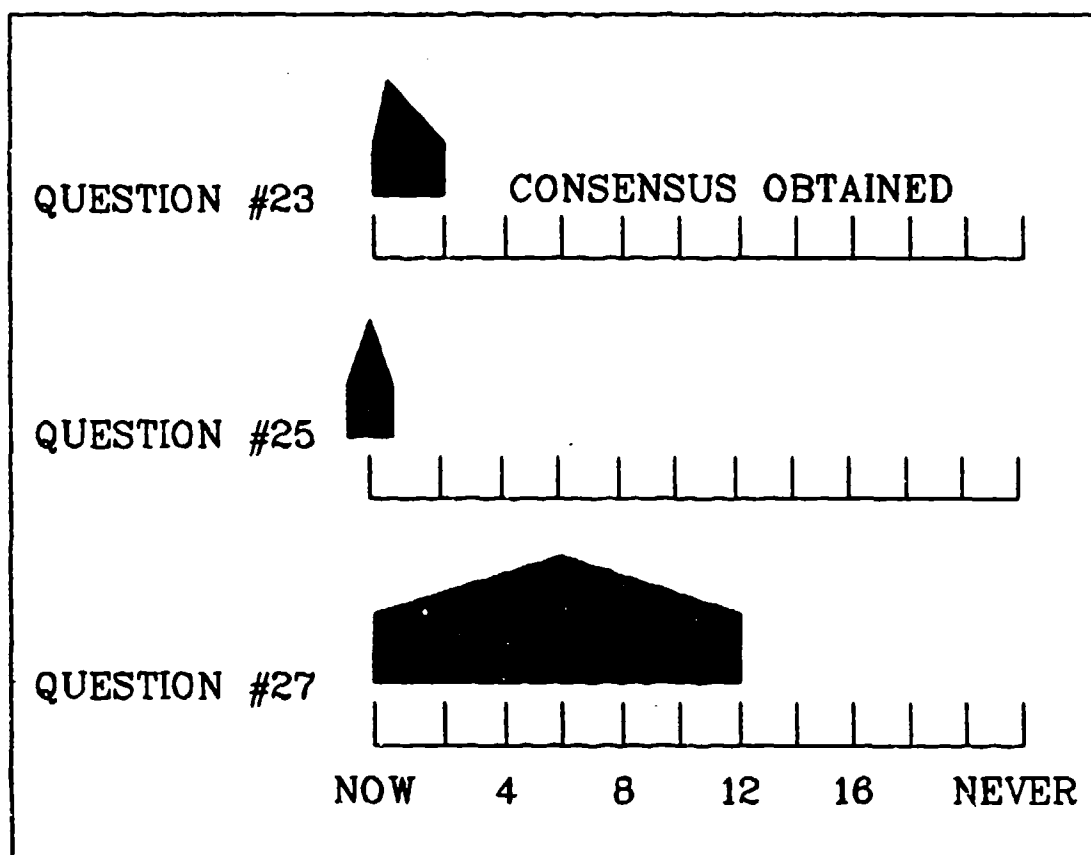 QUESTION #23 CONSENSUS OBTAINED
QUESTION #25
QUESTION #27
NOW 4 8 12 16 NEVER